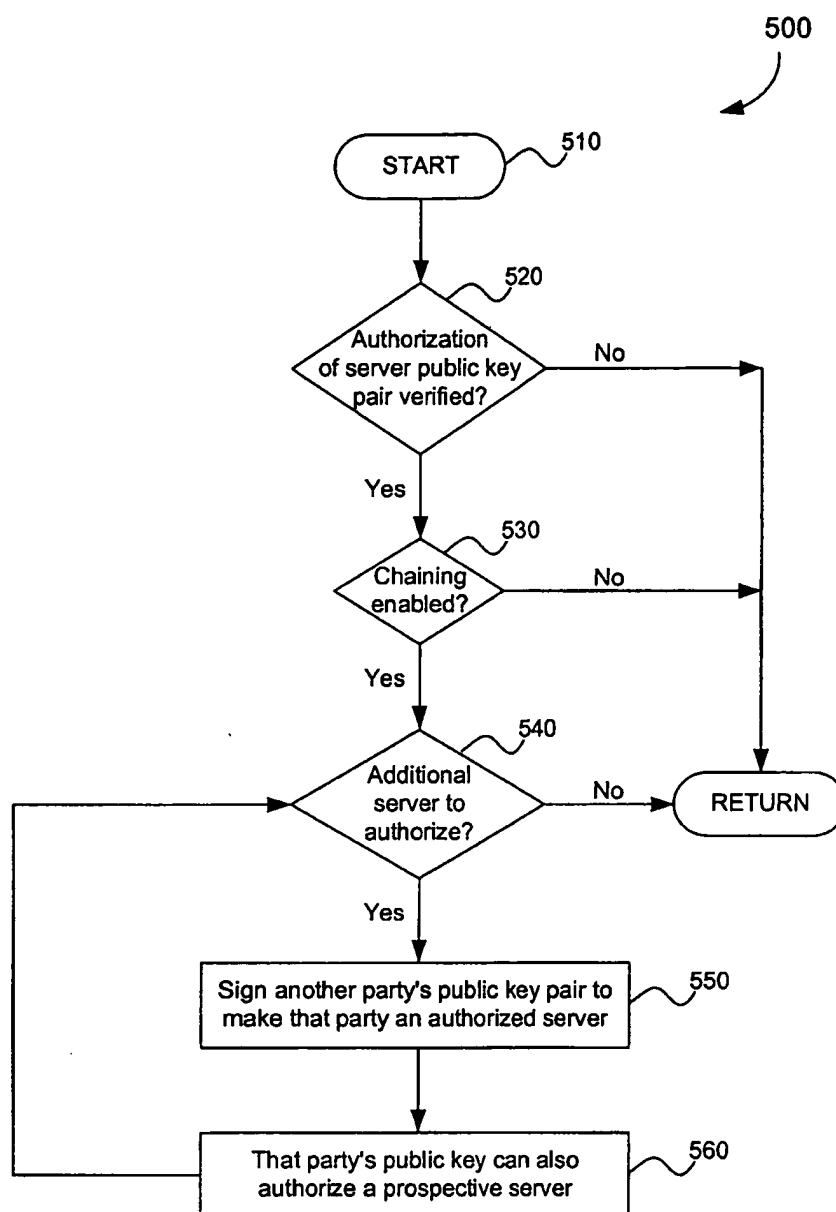 500
START
510
520
Authorization
of server public key
pair verified?
No
Yes
530
Chaining
enabled?
No
Yes
540
Additional
server to
authorize?
No
RETURN
Yes
Sign another party's public key pair to
make that party an authorized server
550
That party's public key can also
authorize a prospective server
560